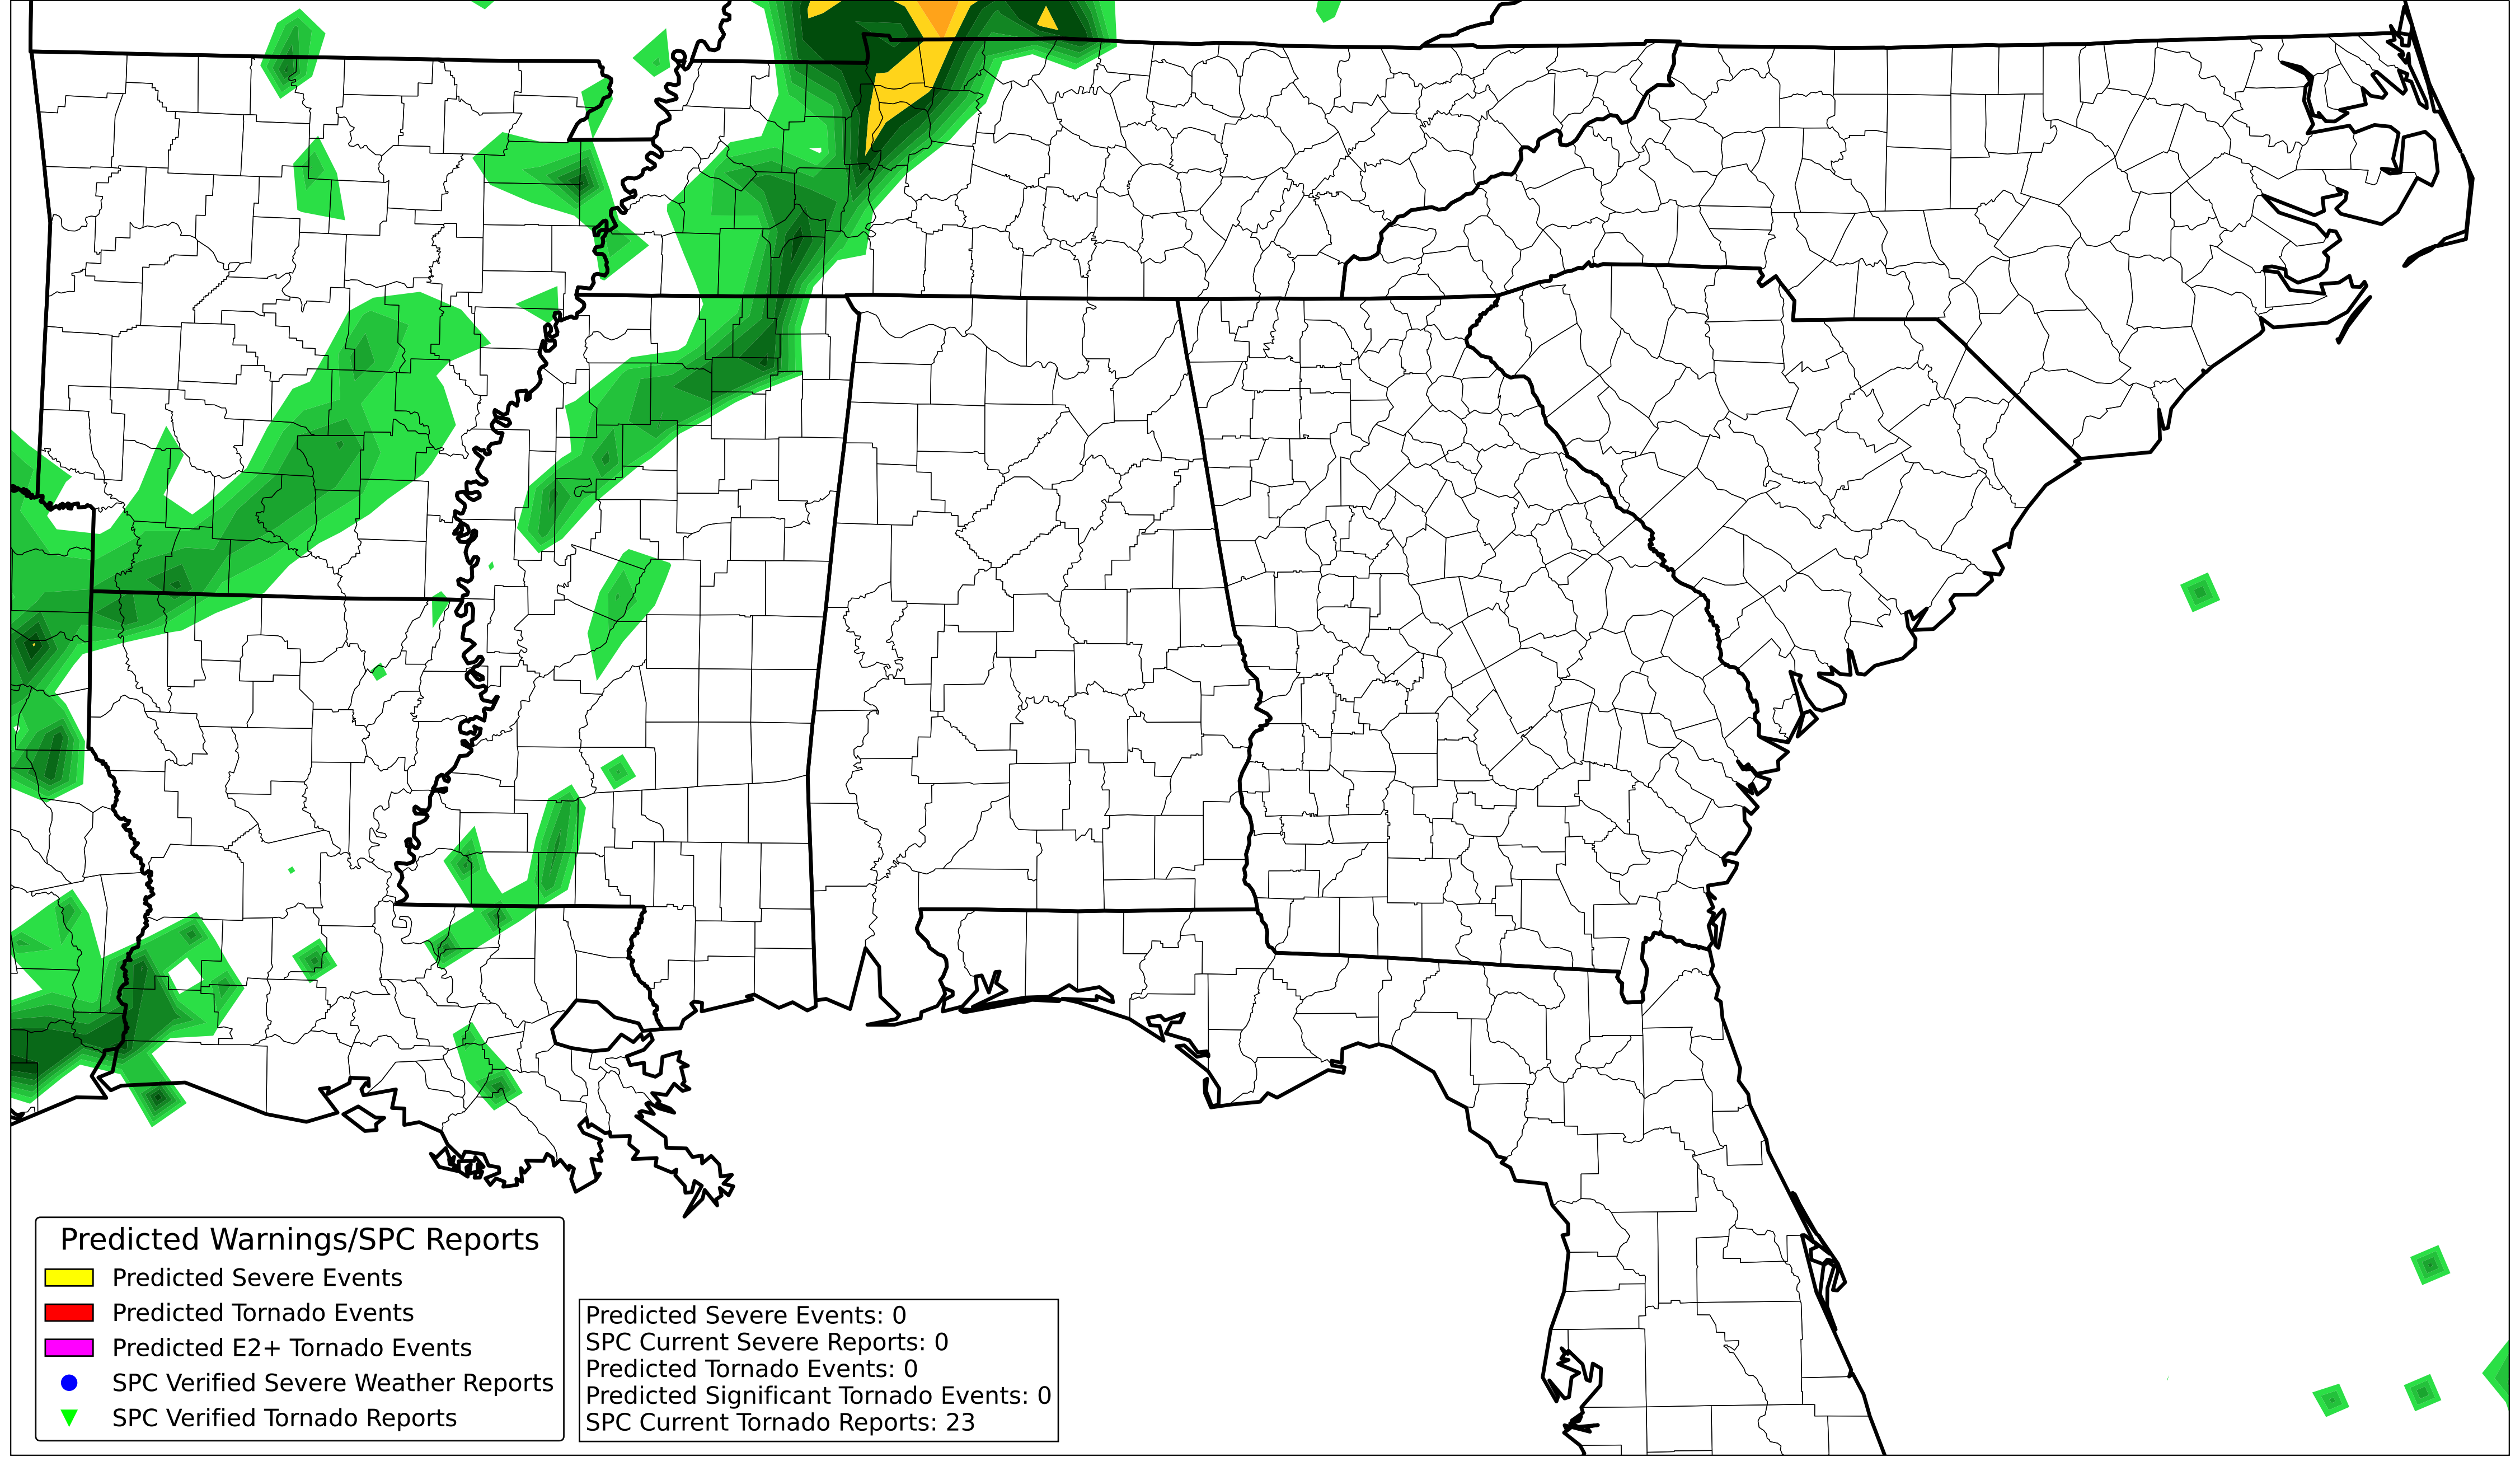 Predicted Warnings/SPC Reports
Predicted Severe Events
Predicted Tornado Events
Predicted E2+ Tornado Events
SPC Verified Severe Weather Reports
SPC Verified Tornado Reports
Predicted Severe Events: 0
SPC Current Severe Reports: 0
Predicted Tornado Events: 0
Predicted Significant Tornado Events: 0
SPC Current Tornado Reports: 23